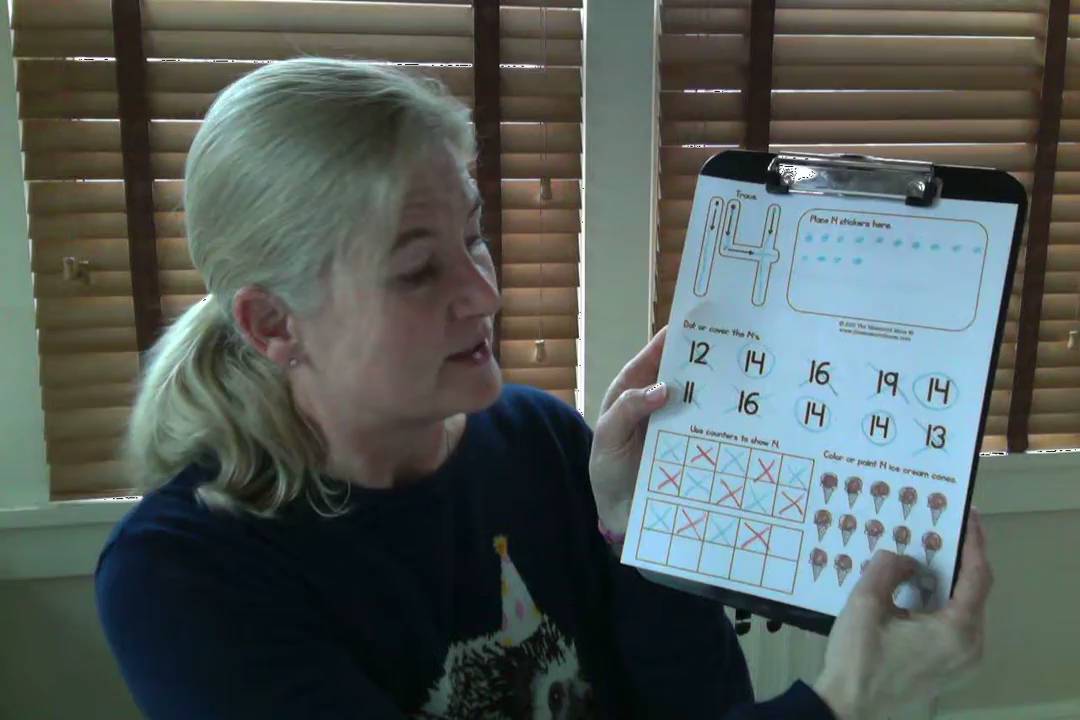 Trace.
14
Place 14 stickers here.
Dot or cover the 14's.
12 14 16 19 14
11 16 14 14 13
Use counters to show 14.
Color or paint 14 ice cream cones.